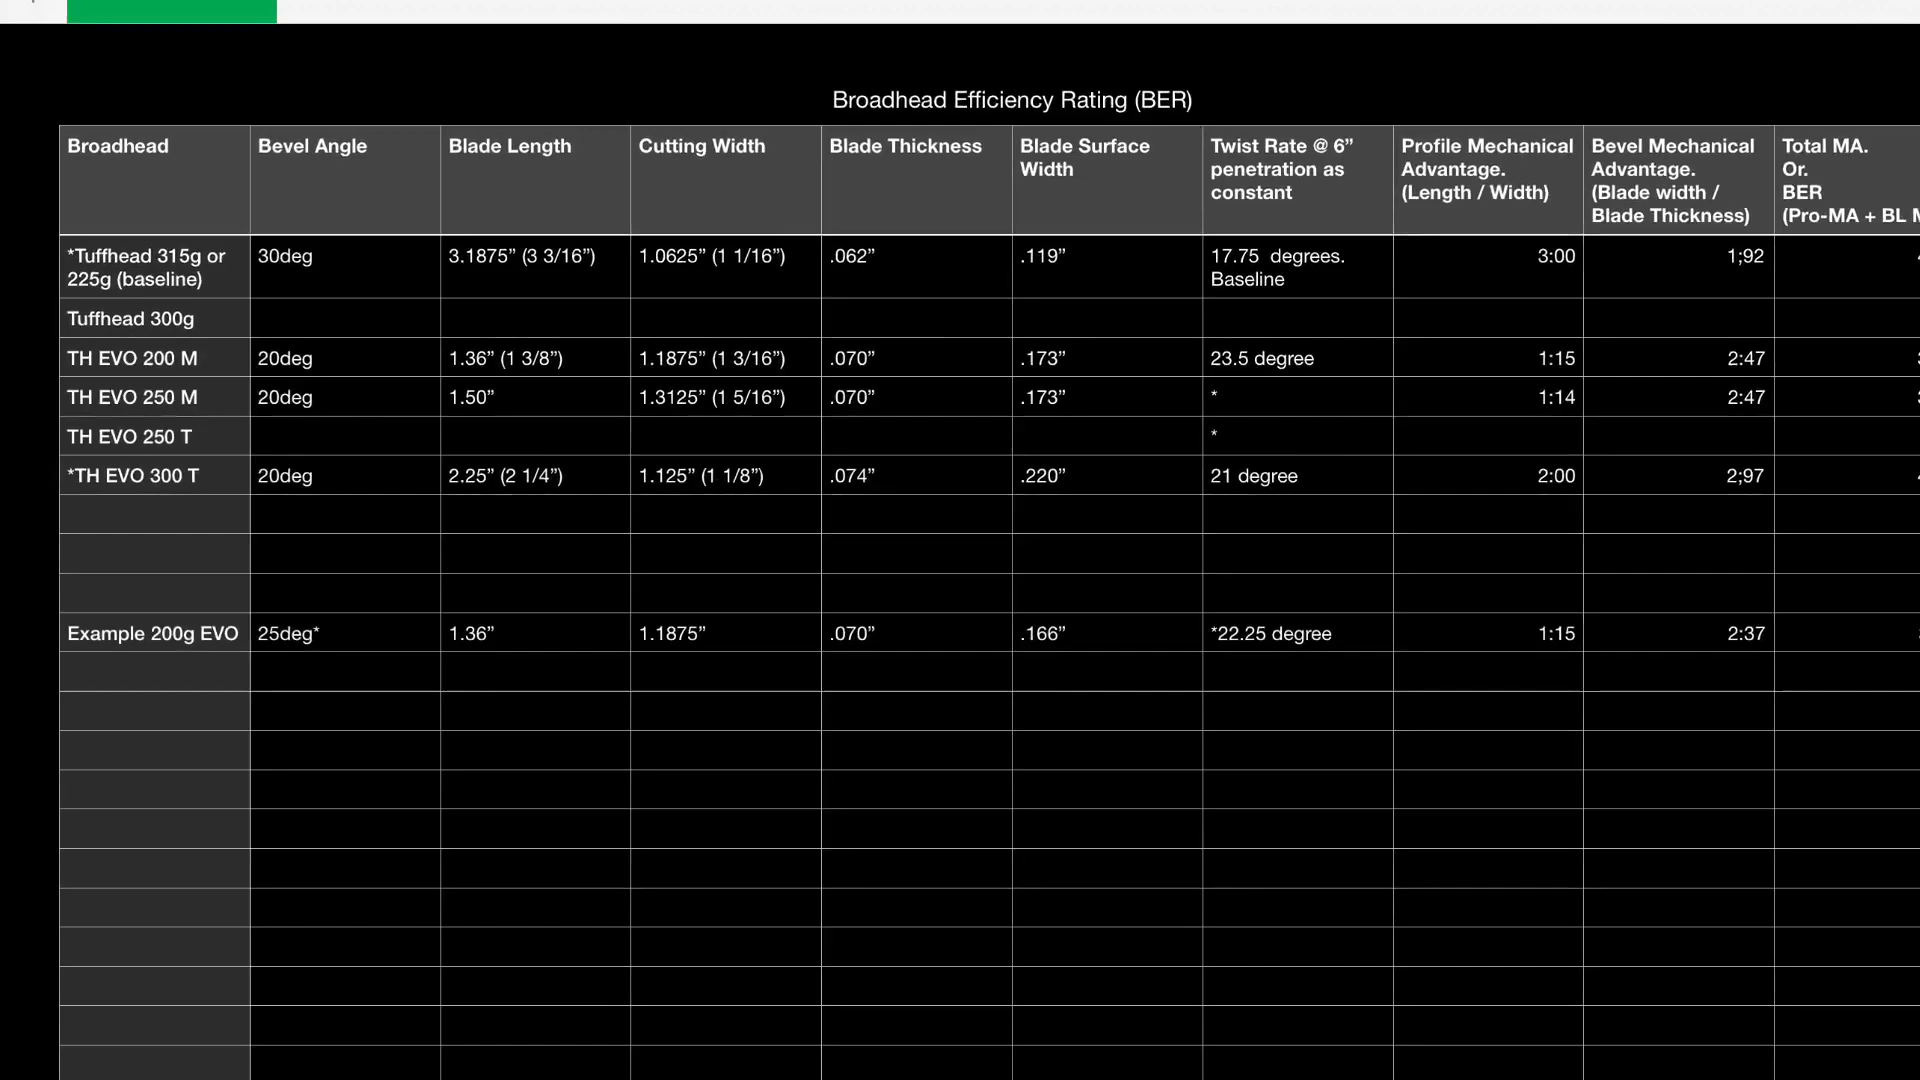 Broadhead Efficiency Rating (BER)
Broadhead Bevel Angle Blade Length Cutting Width Blade Thickness Blade Surface Width Twist Rate @ 6” penetration as constant Profile Mechanical Advantage. (Length / Width) Bevel Mechanical Advantage. (Blade width / Blade Thickness) Total MA. Or. BER (Pro-MA + BL
*Tuffhead 315g or 225g (baseline) 30deg 3.1875” (3 3/16”) 1.0625” (1 1/16”) .062” .119” 17.75 degrees. Baseline 3:00 1;92
Tuffhead 300g
TH EVO 200 M 20deg 1.36” (1 3/8”) 1.1875” (1 3/16”) .070” .173” 23.5 degree 1:15 2:47
TH EVO 250 M 20deg 1.50” 1.3125” (1 5/16”) .070” .173” * 1:14 2:47
TH EVO 250 T *
*TH EVO 300 T 20deg 2.25” (2 1/4”) 1.125” (1 1/8”) .074” .220” 21 degree 2:00 2;97
Example 200g EVO 25deg* 1.36” 1.1875” .070” .166” *22.25 degree 1:15 2:37